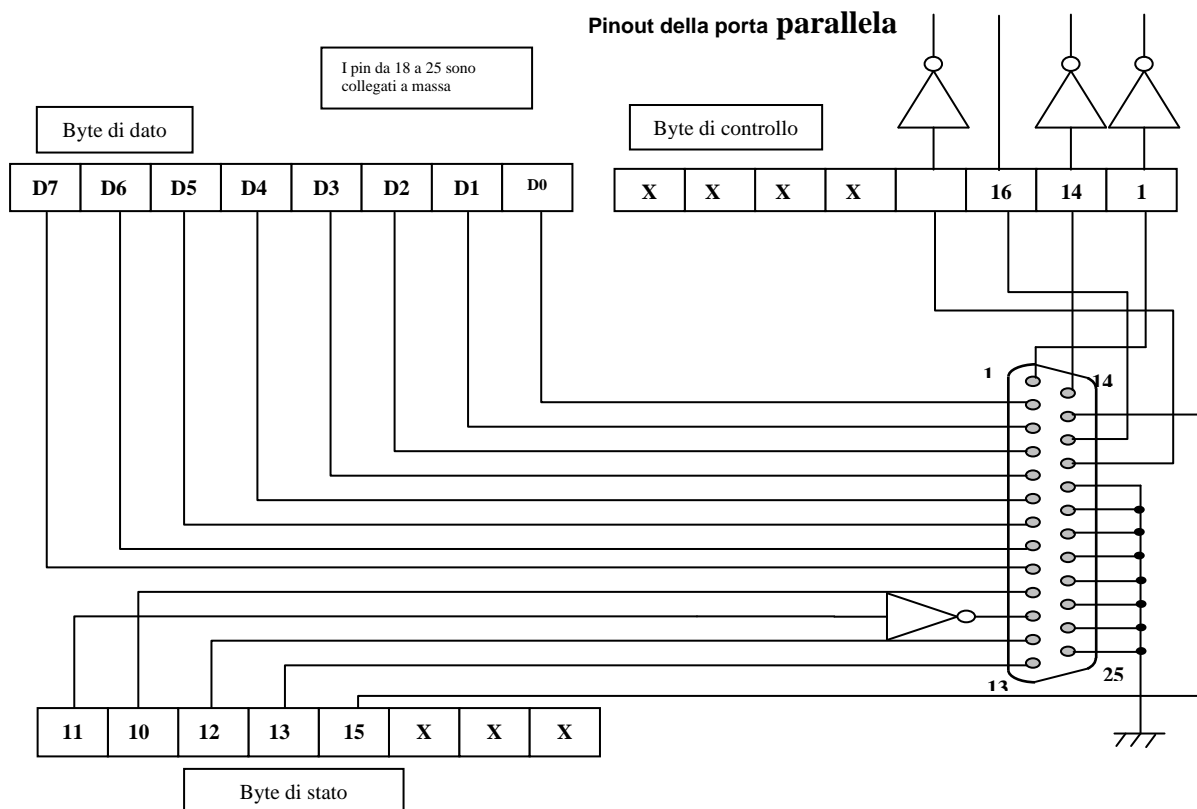 Pinout della porta parallela
I pin da 18 a 25 sono
collegati a massa
Byte di dato
Byte di controllo
D7 D6 D5 D4 D3 D2 D1 D0
X X X X 16 14 1
1 14
13 25
11 10 12 13 15 X X X
Byte di stato